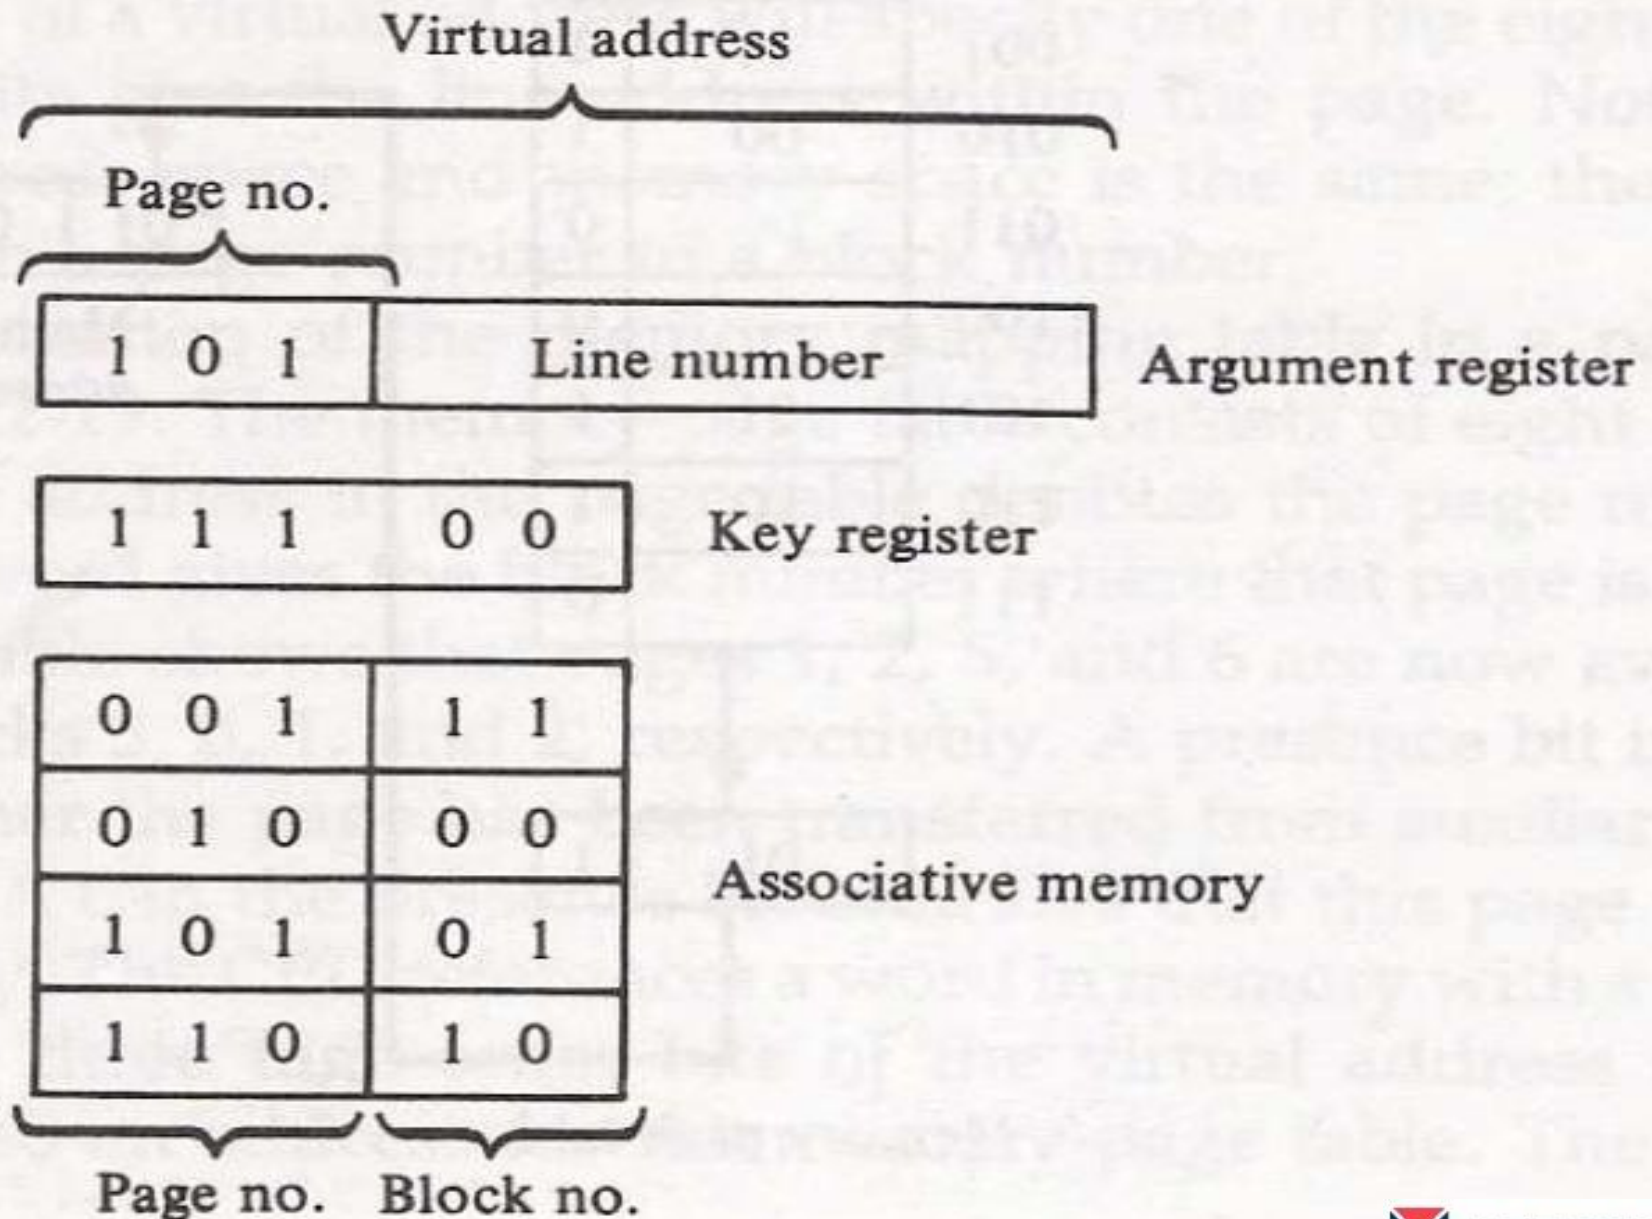 Virtual address
Page no.
1 0 1 Line number Argument register
1 1 1 0 0 Key register
0 0 1 1 1
0 1 0 0 0
Associative memory
1 0 1 0 1
1 1 0 1 0
Page no. Block no.